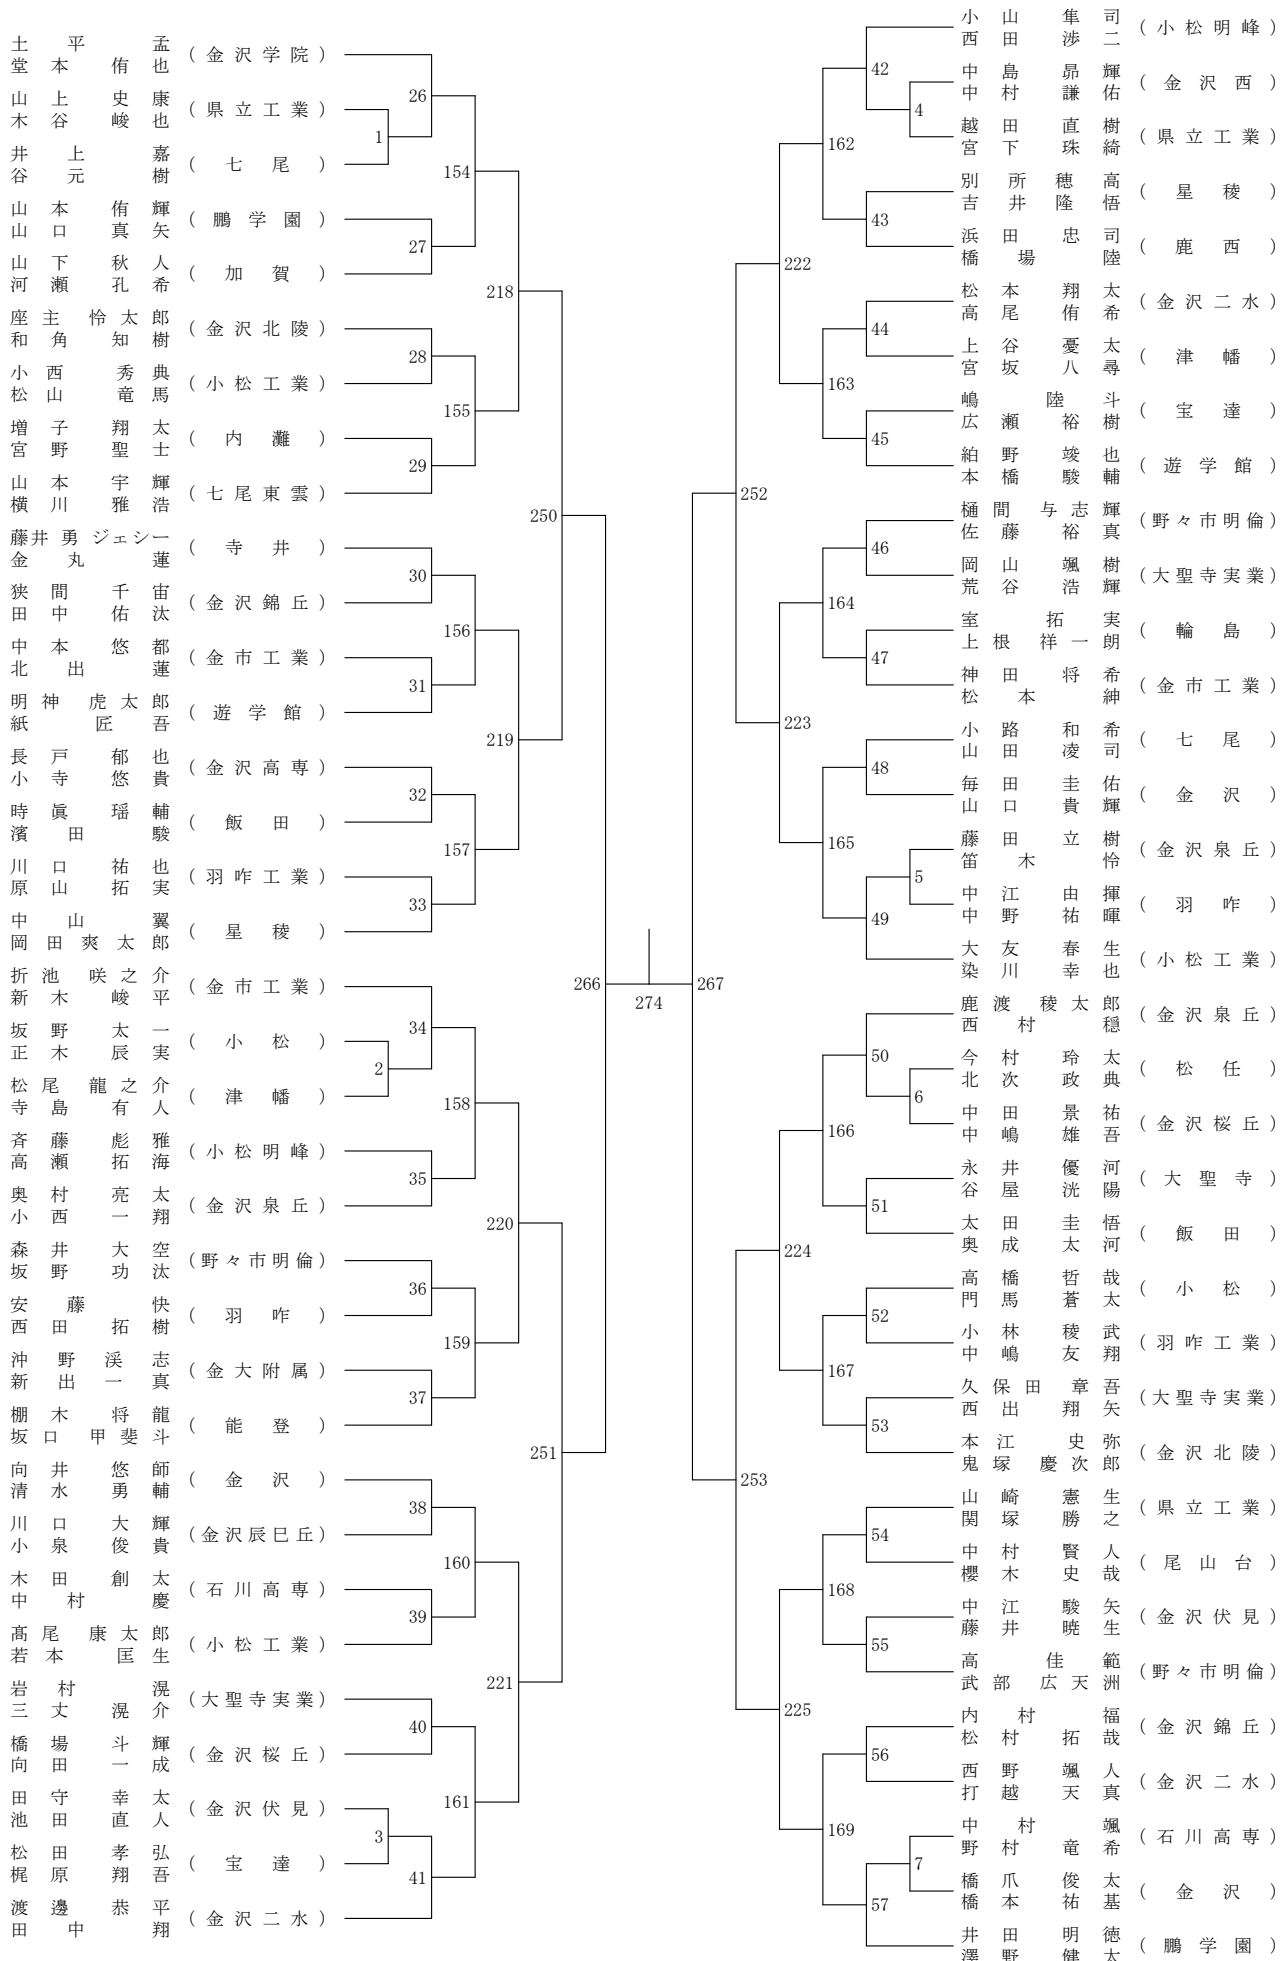 土平 孟
堂本 侑也
(金沢学院)
山上 史康
木谷 峻也
(県立工業)
井上 嘉
谷元 樹
(七尾)
山本 侑輝
山口 真矢
(鵬学園)
山下 秋人
河瀬 孔希
(加賀)
座主 怜太郎
和角 知樹
(金沢北陵)
小西 秀典
松山 竜馬
(小松工業)
増子 翔太
宮野 聖士
(内灘)
山本 宇輝
横川 雅浩
(七尾東雲)
藤井 勇 ジェシー
金丸 蓮
(寺井)
狭間 千宙
田中 佑汰
(金沢錦丘)
中本 悠都
北出 蓮
(金市工業)
明神 虎太郎
紙 匠吾
(遊学館)
長戸 郁也
小寺 悠貴
(金沢高専)
時眞 瑶輔
濱田 駿
(飯田)
川口 祐也
原山 拓実
(羽咋工業)
中山 翼
岡田 爽太郎
(星稜)
折池 咲之介
新木 峻平
(金市工業)
坂野 太一
正木 辰実
(小松)
松尾 龍之介
寺島 有人
(津幡)
斉藤 彪雅
高瀬 拓海
(小松明峰)
奥村 亮太
小西 一翔
(金沢泉丘)
森井 大空
坂野 功汰
(野々市明倫)
安藤 快
西田 拓樹
(羽咋)
沖野 渓志
新出 一真
(金大附属)
棚木 将龍
坂口 甲斐斗
(能登)
向井 悠師
清水 勇輔
(金沢)
川口 大輝
小泉 俊貴
(金沢辰巳丘)
木田 創太
中村 慶
(石川高専)
髙尾 康太郎
若本 匡生
(小松工業)
岩村 滉
三丈 滉介
(大聖寺実業)
橋場 斗輝
向田 一成
(金沢桜丘)
田守 幸太
池田 直人
(金沢伏見)
松田 孝弘
梶原 翔吾
(宝達)
渡邊 恭平
田中 翔
(金沢二水)
1
2
3
26
27
28
29
30
31
32
33
34
35
36
37
38
39
40
41
154
155
156
157
158
159
160
161
218
219
220
221
250
251
266
274
267
252
253
222
223
224
225
162
163
164
165
166
167
168
169
42
43
44
45
46
47
48
49
50
51
52
53
54
55
56
57
4
5
6
7
小山 隼司
西田 渉二
(小松明峰)
中島 昴輝
中村 謙佑
(金沢西)
越田 直樹
宮下 珠綺
(県立工業)
別所 穂高
吉井 隆悟
(星稜)
浜田 忠司
橋場 陸
(鹿西)
松本 翔太
高尾 侑希
(金沢二水)
上谷 憂太
宮坂 八尋
(津幡)
嶋 陸斗
広瀬 裕樹
(宝達)
紺野 竣也
本橋 駿輔
(遊学館)
樋間 与志輝
佐藤 裕真
(野々市明倫)
岡山 颯樹
荒谷 浩輝
(大聖寺実業)
室 拓実
上根 祥一朗
(輪島)
神田 将希
松本 紳
(金市工業)
小路 和希
山田 凌司
(七尾)
毎田 圭佑
山口 貴輝
(金沢)
藤田 立樹
笛木 怜
(金沢泉丘)
中江 由揮
中野 祐暉
(羽咋)
大友 春生
染川 幸也
(小松工業)
鹿渡 稜太郎
西村 穏
(金沢泉丘)
今村 玲太
北次 政典
(松任)
中田 景祐
中嶋 雄吾
(金沢桜丘)
永井 優河
谷屋 洸陽
(大聖寺)
太田 圭悟
奥成 太河
(飯田)
高橋 哲哉
門馬 蒼太
(小松)
小林 稜武
中嶋 友翔
(羽咋工業)
久保田 章吾
西出 翔矢
(大聖寺実業)
本江 史弥
鬼塚 慶次郎
(金沢北陵)
山崎 憲生
関塚 勝之
(県立工業)
中村 賢人
櫻木 史哉
(尾山台)
中江 駿矢
藤井 暁生
(金沢伏見)
高 佳範
武部 広天洲
(野々市明倫)
内村 福
松村 拓哉
(金沢錦丘)
西野 颯人
打越 天真
(金沢二水)
中村 颯
野村 竜希
(石川高専)
橋爪 俊太
橋本 祐基
(金沢)
井田 明徳
澤野 健太
(鵬学園)